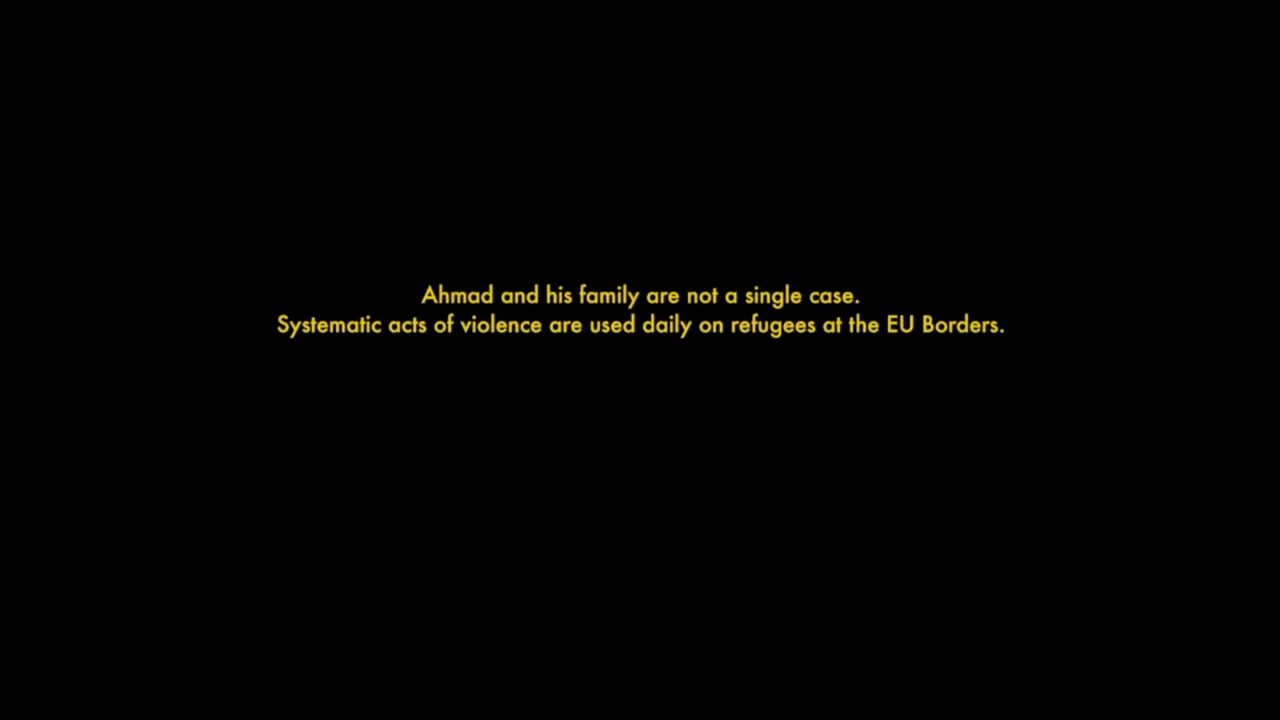 Ahmad and his family are not a single case.
Systematic acts of violence are used daily on refugees at the EU Borders.